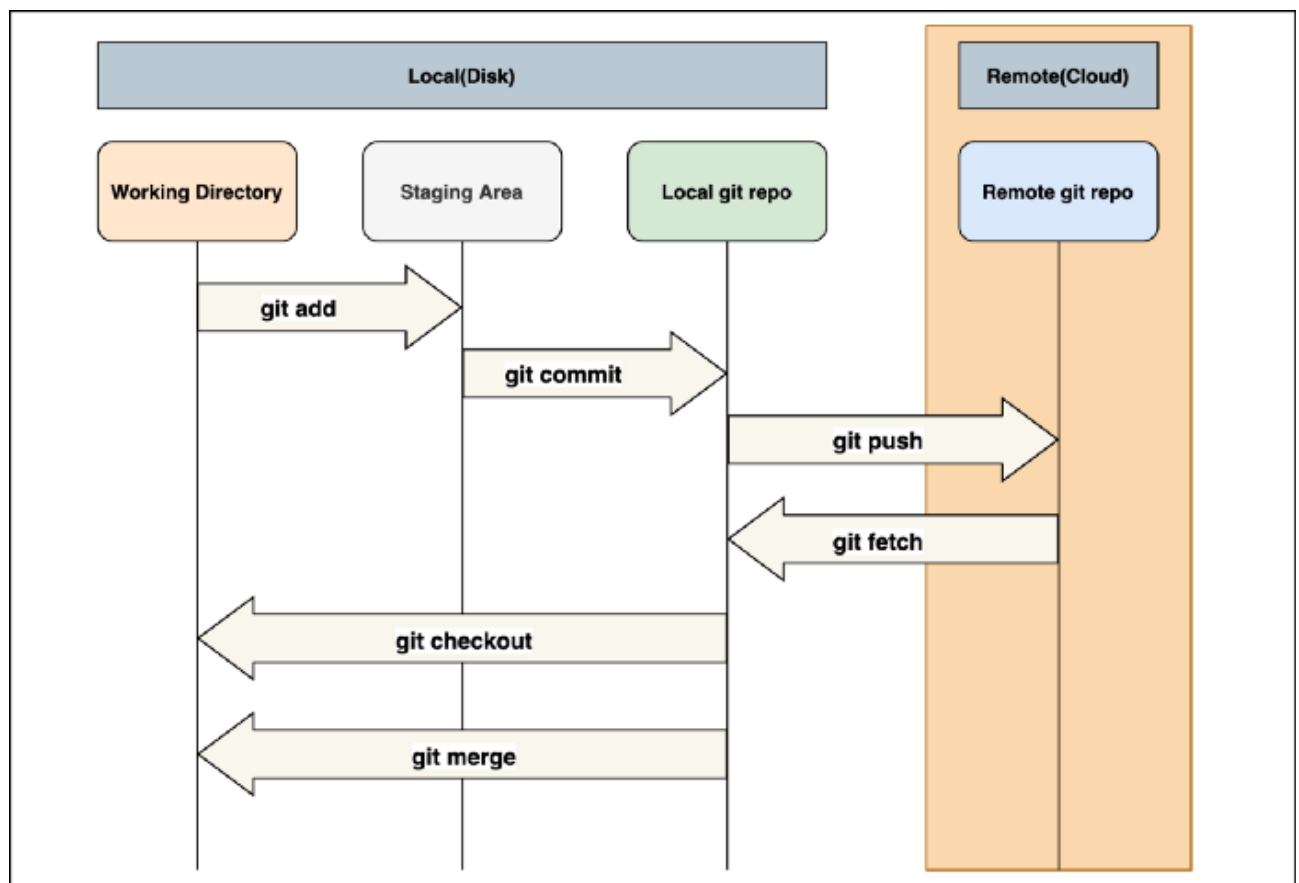 Local(Disk)
Remote(Cloud)
Working Directory
Staging Area
Local git repo
Remote git repo
git add
git commit
git push
git fetch
git checkout
git merge